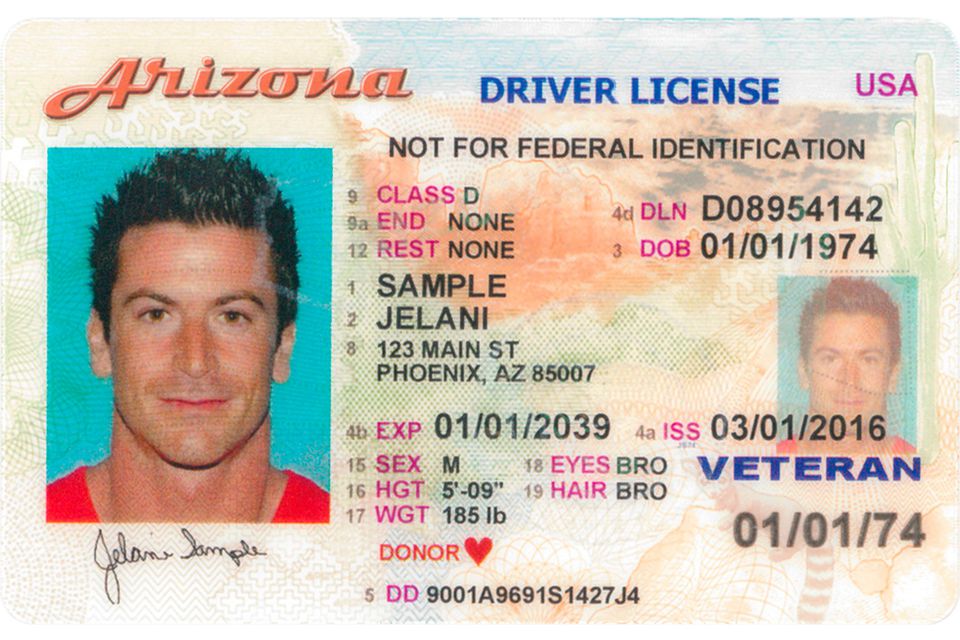 Arizona DRIVER LICENSE USA
NOT FOR FEDERAL IDENTIFICATION
9 CLASS D
9a END NONE 4d DLN D08954142
12 REST NONE 3 DOB 01/01/1974
1 SAMPLE
2 JELANI
8 123 MAIN ST
PHOENIX, AZ 85007
4b EXP 01/01/2039 4a ISS 03/01/2016
15 SEX M 18 EYES BRO VETERAN
16 HGT 5'-09" 19 HAIR BRO
17 WGT 185 lb 01/01/74
DONOR
Jelani Sample
5 DD 9001A9691S1427J4